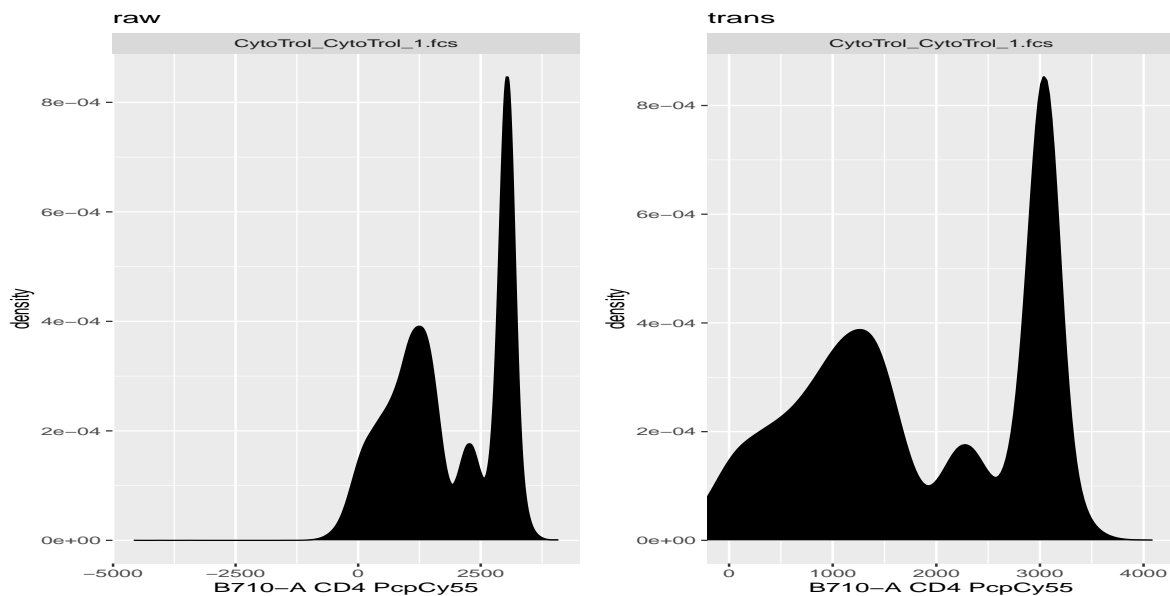 raw
CytoTrol_CytoTrol_1.fcs
8e−04
6e−04
4e−04
2e−04
0e+00
density
−5000 −2500 0 2500
B710−A CD4 PcpCy55
trans
CytoTrol_CytoTrol_1.fcs
8e−04
6e−04
4e−04
2e−04
0e+00
density
0 1000 2000 3000 4000
B710−A CD4 PcpCy55